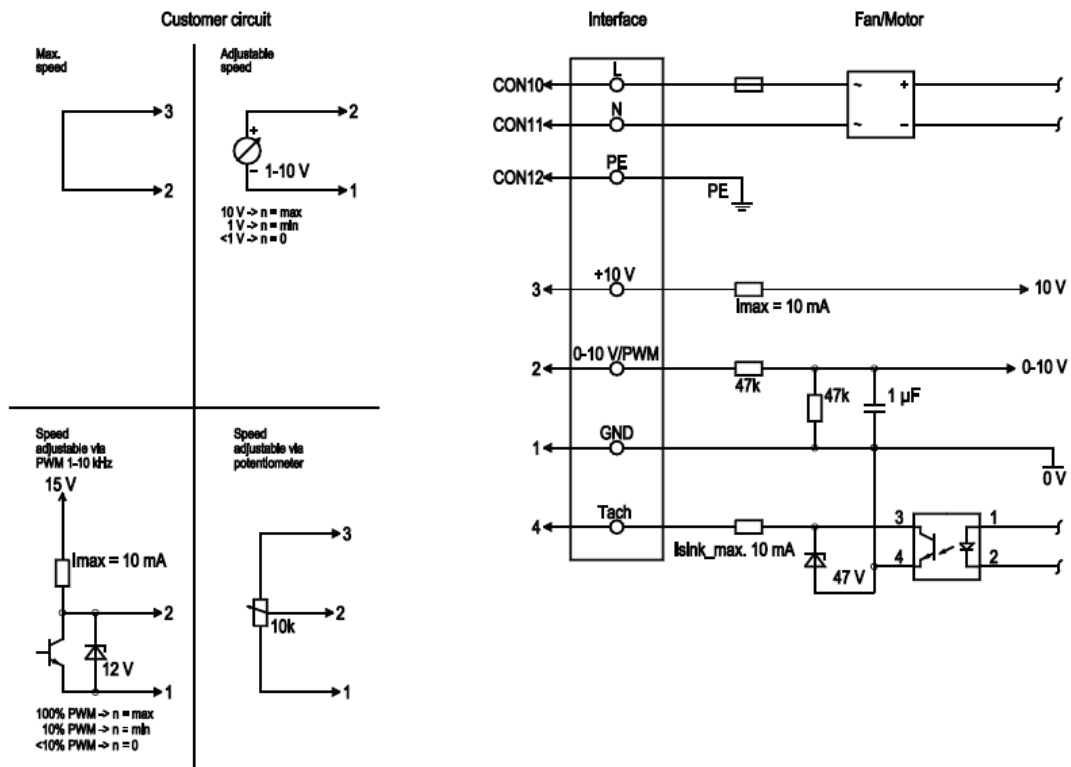 Customer circuit
Max.
speed
3
2
Adjustable
speed
2
+
–
1-10 V
1
10 V -> n = max
1 V -> n = min
<1 V -> n = 0
Speed
adjustable via
PWM 1-10 kHz
15 V
Imax = 10 mA
2
12 V
1
100% PWM -> n = max
10% PWM -> n = min
<10% PWM -> n = 0
Speed
adjustable via
potentiometer
3
2
10k
1
Interface
Fan/Motor
CON10
L
~
+
CON11
N
~
–
CON12
PE
PE
3
+10 V
Imax = 10 mA
10 V
2
0-10 V/PWM
47k
47k
1 µF
0-10 V
1
GND
0 V
4
Tach
Isink_max. 10 mA
47 V
3
4
1
2